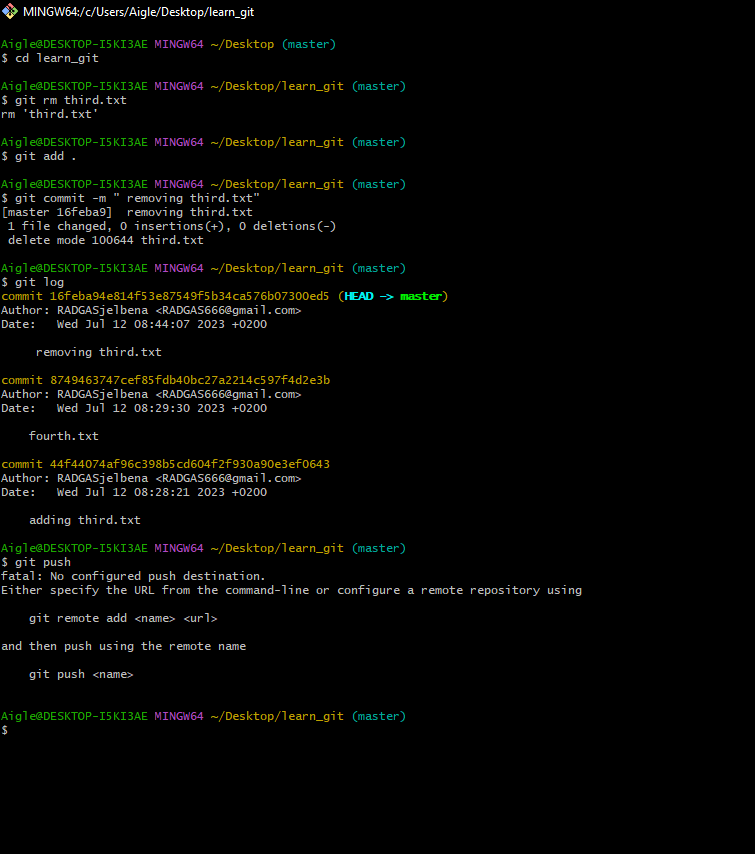 MINGW64:/c/Users/Aigle/Desktop/learn_git
Aigle@DESKTOP-I5KI3AE MINGW64 ~/Desktop (master)
$ cd learn_git
Aigle@DESKTOP-I5KI3AE MINGW64 ~/Desktop/learn_git (master)
$ git rm third.txt
rm 'third.txt'
Aigle@DESKTOP-I5KI3AE MINGW64 ~/Desktop/learn_git (master)
$ git add .
Aigle@DESKTOP-I5KI3AE MINGW64 ~/Desktop/learn_git (master)
$ git commit -m " removing third.txt"
[master 16feba9]  removing third.txt
 1 file changed, 0 insertions(+), 0 deletions(-)
 delete mode 100644 third.txt
Aigle@DESKTOP-I5KI3AE MINGW64 ~/Desktop/learn_git (master)
$ git log
commit 16feba94e814f53e87549f5b34ca576b07300ed5 (HEAD -> master)
Author: RADGASjelbena <RADGAS666@gmail.com>
Date:   Wed Jul 12 08:44:07 2023 +0200
     removing third.txt
commit 8749463747cef85fdb40bc27a2214c597f4d2e3b
Author: RADGASjelbena <RADGAS666@gmail.com>
Date:   Wed Jul 12 08:29:30 2023 +0200
    fourth.txt
commit 44f44074af96c398b5cd604f2f930a90e3ef0643
Author: RADGASjelbena <RADGAS666@gmail.com>
Date:   Wed Jul 12 08:28:21 2023 +0200
    adding third.txt
Aigle@DESKTOP-I5KI3AE MINGW64 ~/Desktop/learn_git (master)
$ git push
fatal: No configured push destination.
Either specify the URL from the command-line or configure a remote repository using
    git remote add <name> <url>
and then push using the remote name
    git push <name>
Aigle@DESKTOP-I5KI3AE MINGW64 ~/Desktop/learn_git (master)
$